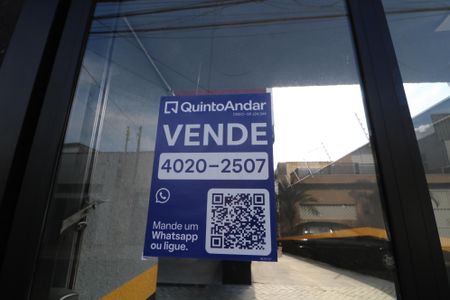 QuintoAndar
VENDE
4020-2507
Mande um
Whatsapp
ou ligue.